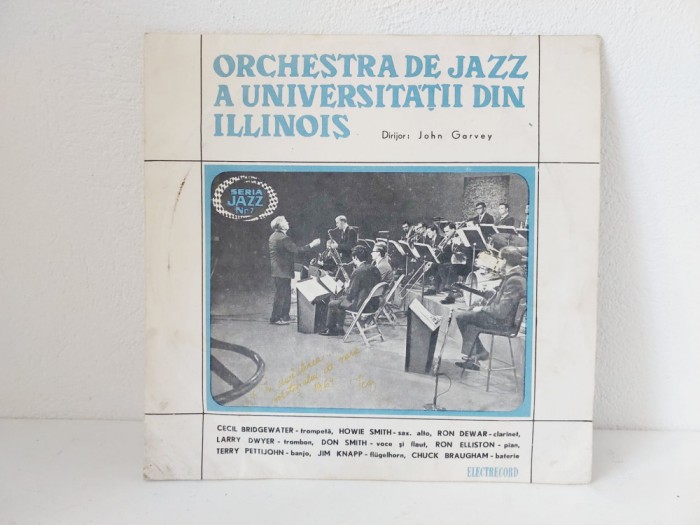 ORCHESTRA DE JAZZ
A UNIVERSITAȚII DIN
ILLINOIS
Dirijor: John Garvey
SERIA
JAZZ
Nr. 7
CECIL BRIDGEWATER - trompetă, HOWIE SMITH - sax. alto, RON DEWAR - clarinet,
LARRY DWYER - trombon, DON SMITH - voce și flaut, RON ELLISTON - pian,
TERRY PETTIJOHN - banjo, JIM KNAPP - flügelhorn, CHUCK BRAUGHAM - baterie
ELECTRECORD